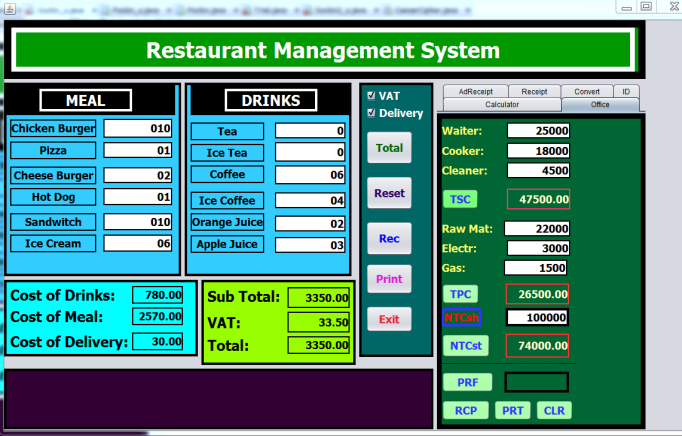 Restaurant Management System
MEAL
Chicken Burger 010
Pizza 01
Cheese Burger 02
Hot Dog 01
Sandwitch 010
Ice Cream 06
DRINKS
Tea 0
Ice Tea 0
Coffee 06
Ice Coffee 04
Orange Juice 02
Apple Juice 03
VAT
Delivery
Total
Reset
Rec
Print
Exit
AdReceipt Receipt Convert ID
Calculator Office
Waiter: 25000
Cooker: 18000
Cleaner: 4500
TSC 47500.00
Raw Mat: 22000
Electr: 3000
Gas: 1500
TPC 26500.00
NTCsh 100000
NTCst 74000.00
PRF
RCP PRT CLR
Cost of Drinks: 780.00
Cost of Meal: 2570.00
Cost of Delivery: 30.00
Sub Total: 3350.00
VAT: 33.50
Total: 3350.00